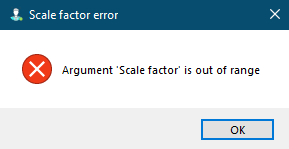 Scale factor error
Argument 'Scale factor' is out of range
OK